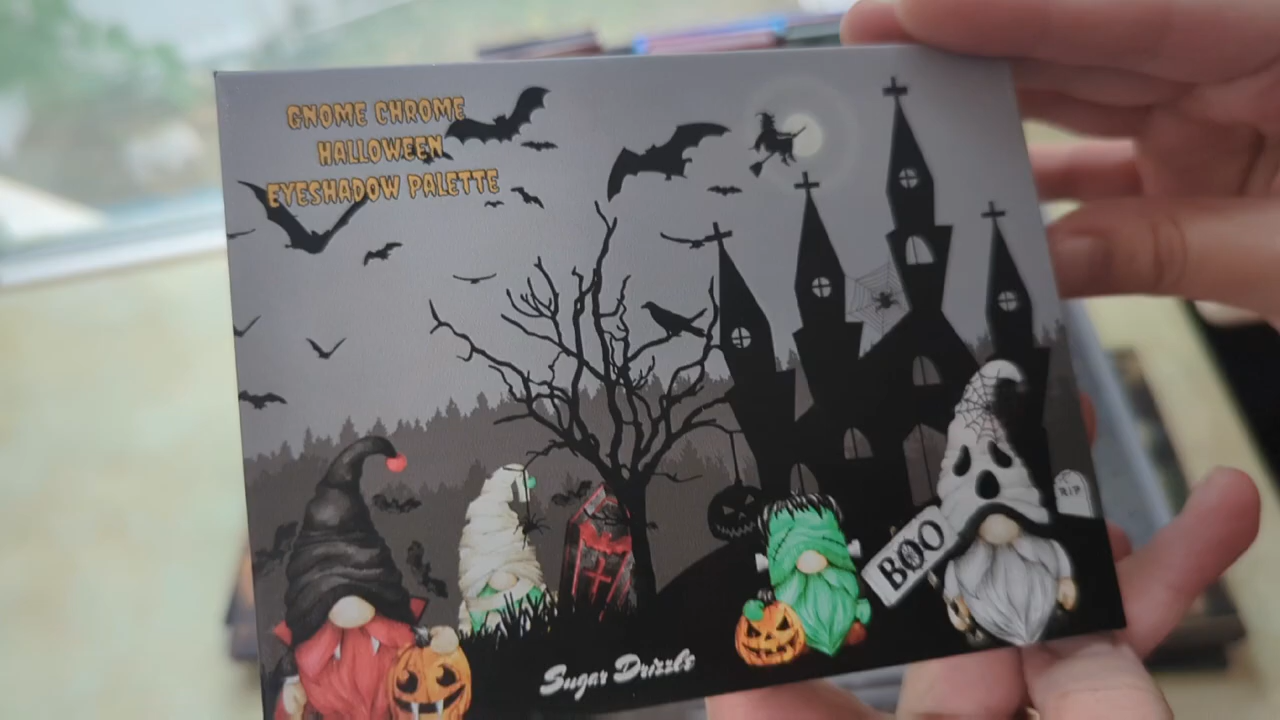 GNOME CHROME
HALLOWEEN
EYESHADOW PALETTE
RIP
BOO
Sugar Drizzle